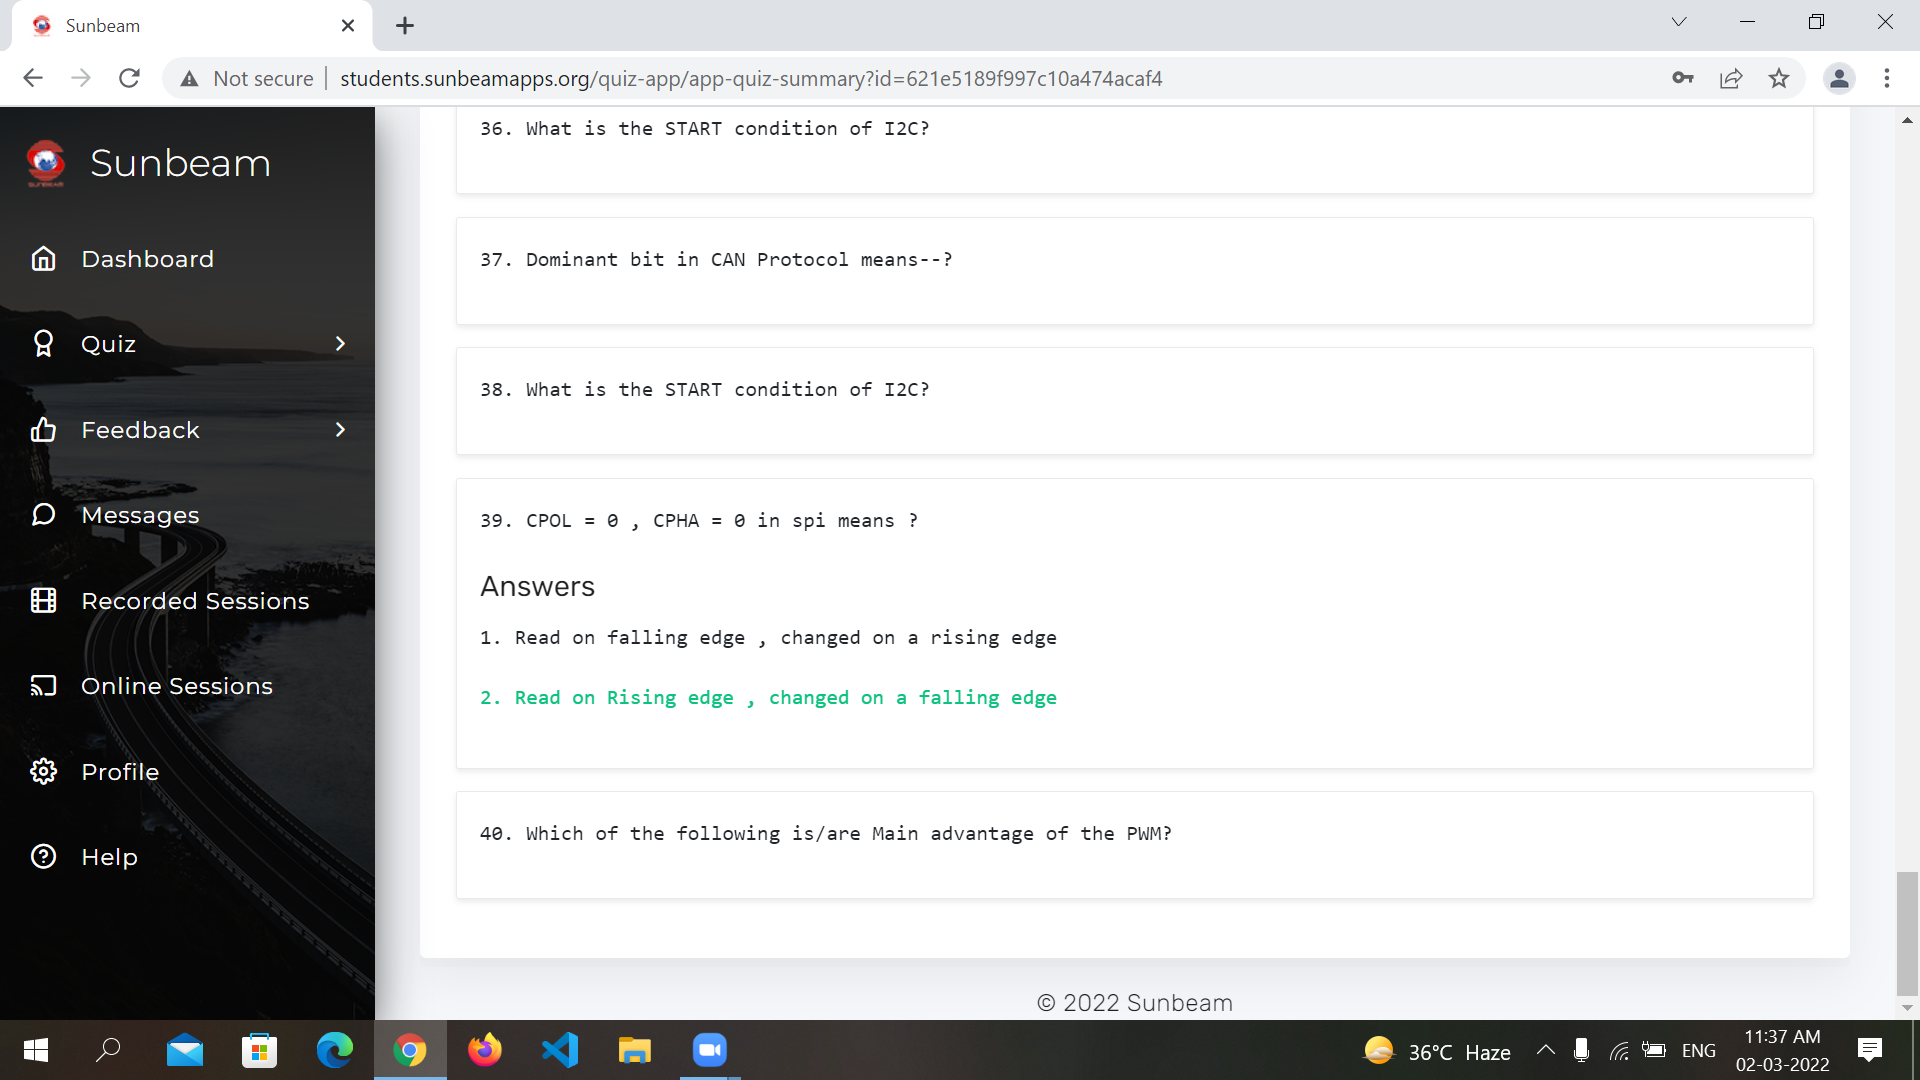 Sunbeam
Not secure
students.sunbeamapps.org/quiz-app/app-quiz-summary?id=621e5189f997c10a474acaf4
Sunbeam
Dashboard
Quiz
Feedback
Messages
Recorded Sessions
Online Sessions
Profile
Help
36. What is the START condition of I2C?
37. Dominant bit in CAN Protocol means--?
38. What is the START condition of I2C?
39. CPOL = 0 , CPHA = 0 in spi means ?
Answers
1. Read on falling edge , changed on a rising edge
2. Read on Rising edge , changed on a falling edge
40. Which of the following is/are Main advantage of the PWM?
© 2022 Sunbeam
36°C Haze
ENG
11:37 AM
02-03-2022